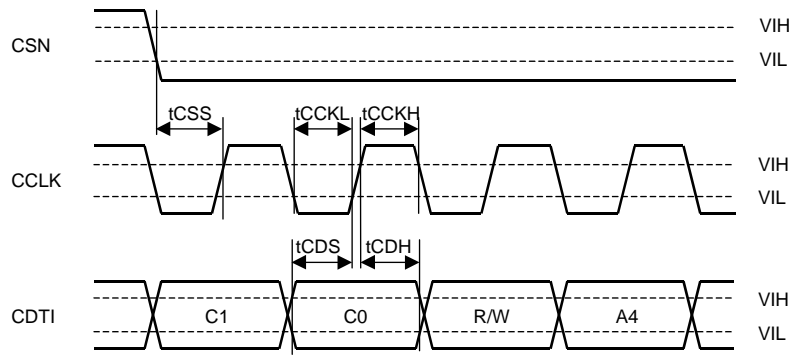 CSN
VIH
VIL
tCSS
tCCKL
tCCKH
CCLK
VIH
VIL
tCDS
tCDH
CDTI
C1
C0
R/W
A4
VIH
VIL